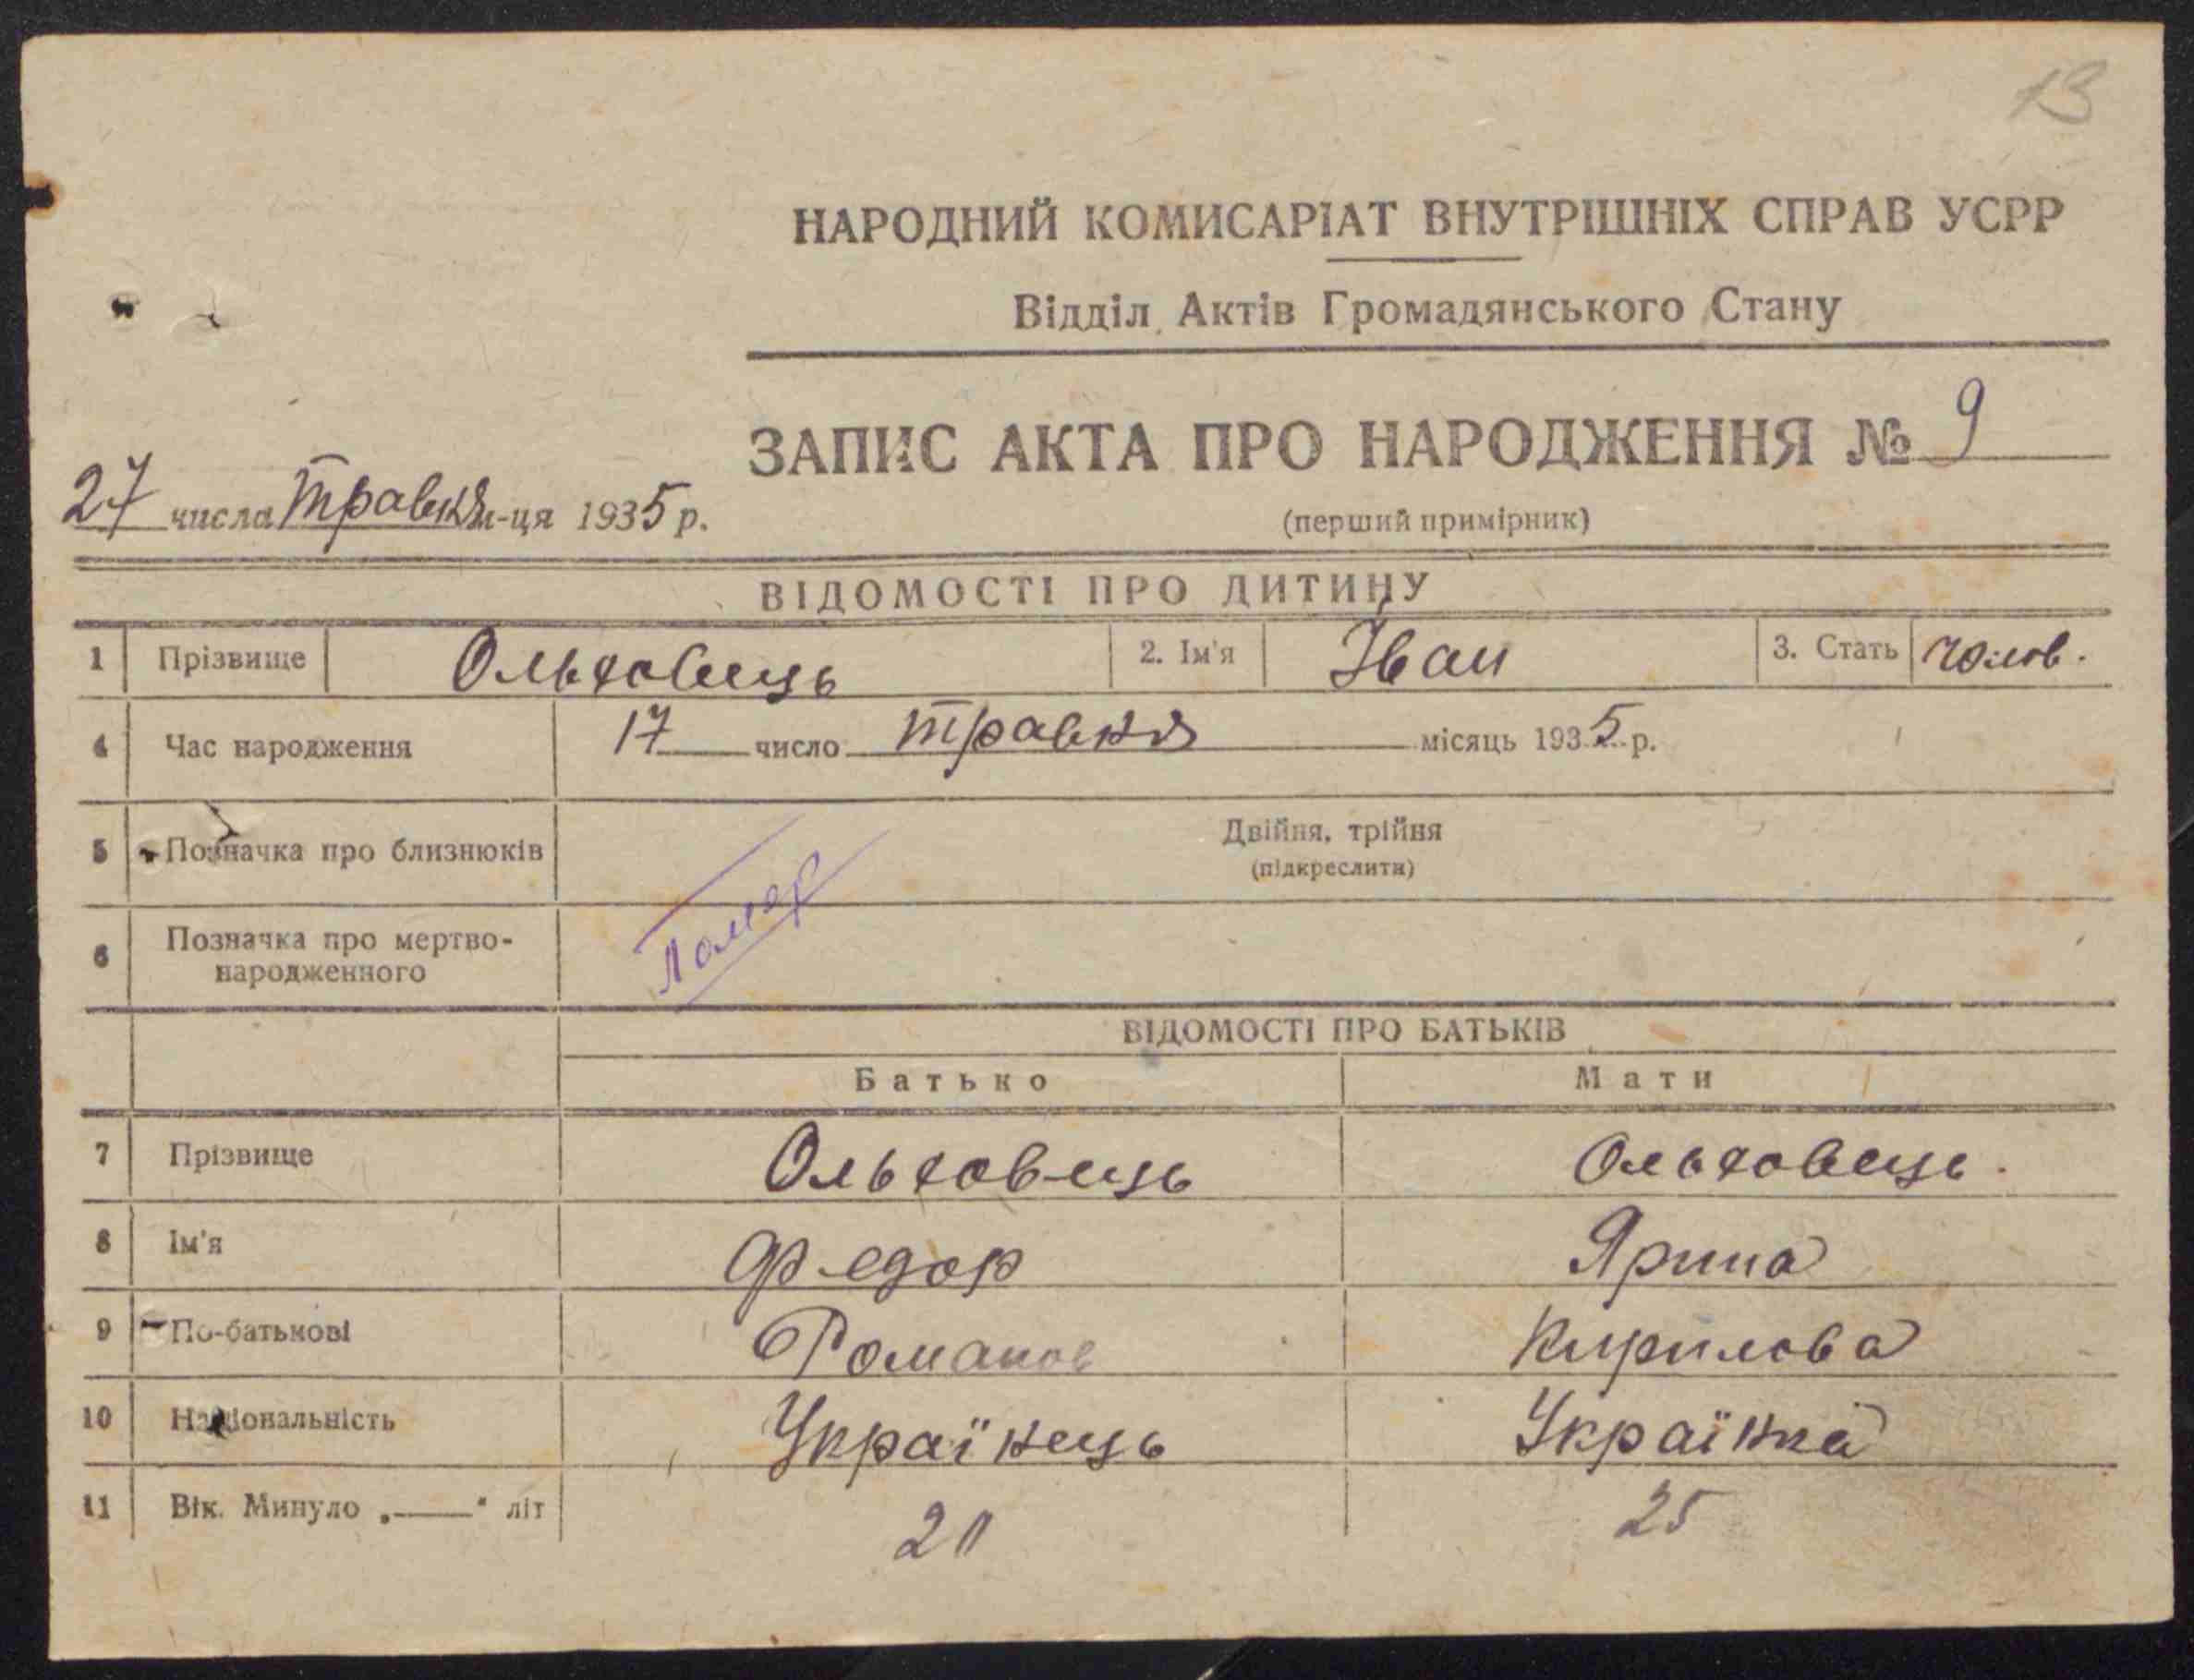 13
НАРОДНИЙ КОМИСАРІАТ ВНУТРІШНІХ СПРАВ УСРР
Відділ Актів Громадянського Стану
ЗАПИС АКТА ПРО НАРОДЖЕННЯ № 9
27 числа травня м-ця 1935 р.
(перший примірник)
ВІДОМОСТІ ПРО ДИТИНУ
1 Прізвище Ольховець 2. Ім'я Іван 3. Стать чолов.
4 Час народження 17 число травня місяць 1935 р.
5 Позначка про близнюків Двійня, трійня
(підкреслити)
Помер
6 Позначка про мертво-
народженного
ВІДОМОСТІ ПРО БАТЬКІВ
Батько Мати
7 Прізвище Ольховець Ольховець.
8 Ім'я Федор Ярина
9 По-батькові Романов Кирилова
10 Національність Українець Українка
11 Вік. Минуло „——" літ 25